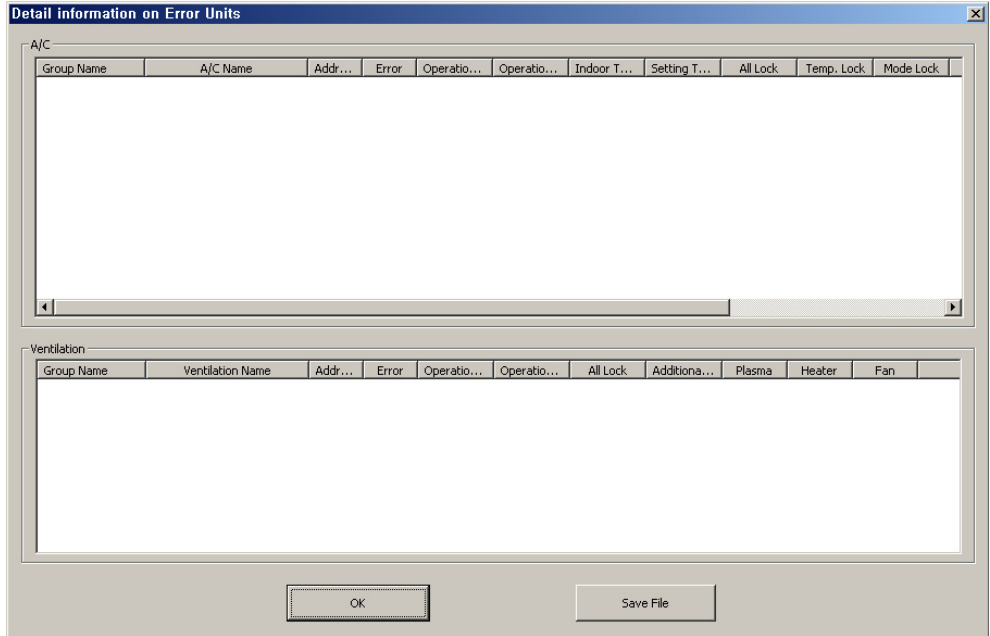 Detail information on Error Units
A/C
Group Name A/C Name Addr... Error Operatio... Operatio... Indoor T... Setting T... All Lock Temp. Lock Mode Lock
Ventilation
Group Name Ventilation Name Addr... Error Operatio... Operatio... All Lock Additiona... Plasma Heater Fan
OK Save File